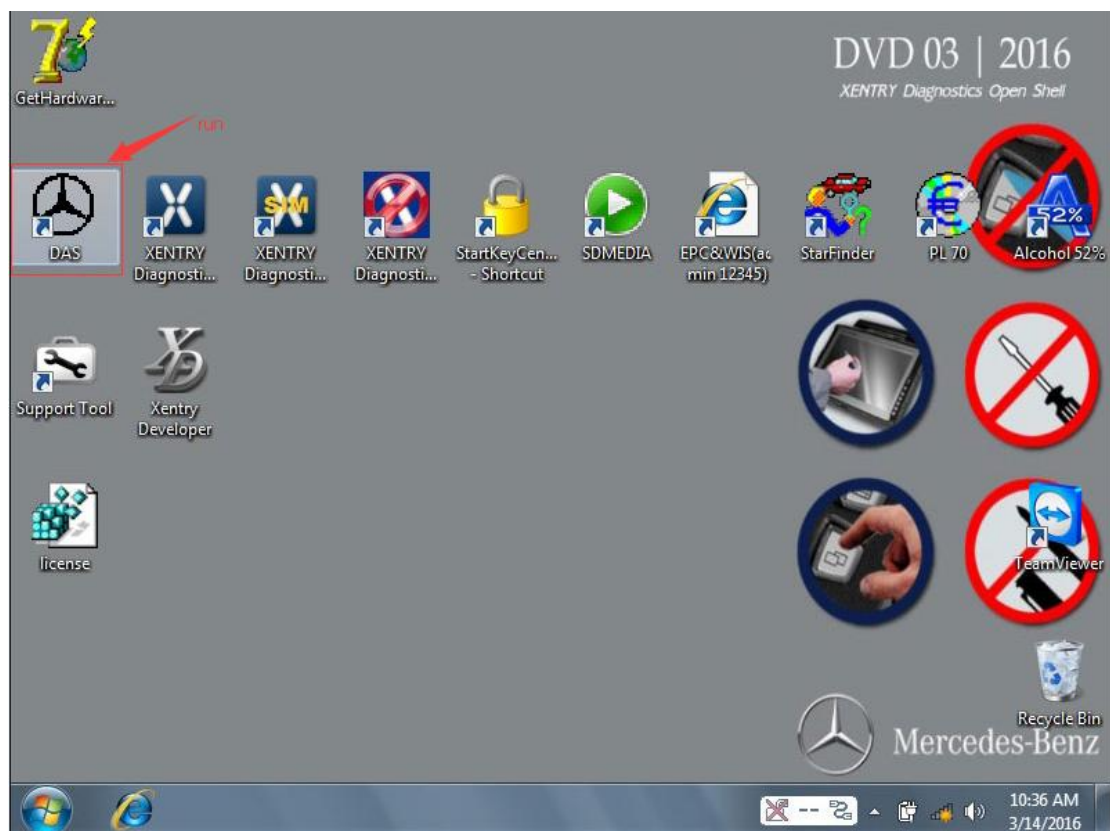 GetHardwar...
DVD 03 | 2016
XENTRY Diagnostics Open Shell
run
DAS
XENTRY
Diagnosti...
XENTRY
Diagnosti...
XENTRY
Diagnosti...
StartKeyCen...
- Shortcut
SDMEDIA
EPC&WIS(ad
min 12345)
StarFinder
PL 70
52%
Alcohol 52%
Support Tool
Xentry
Developer
license
TeamViewer
Recycle Bin
Mercedes-Benz
10:36 AM
3/14/2016